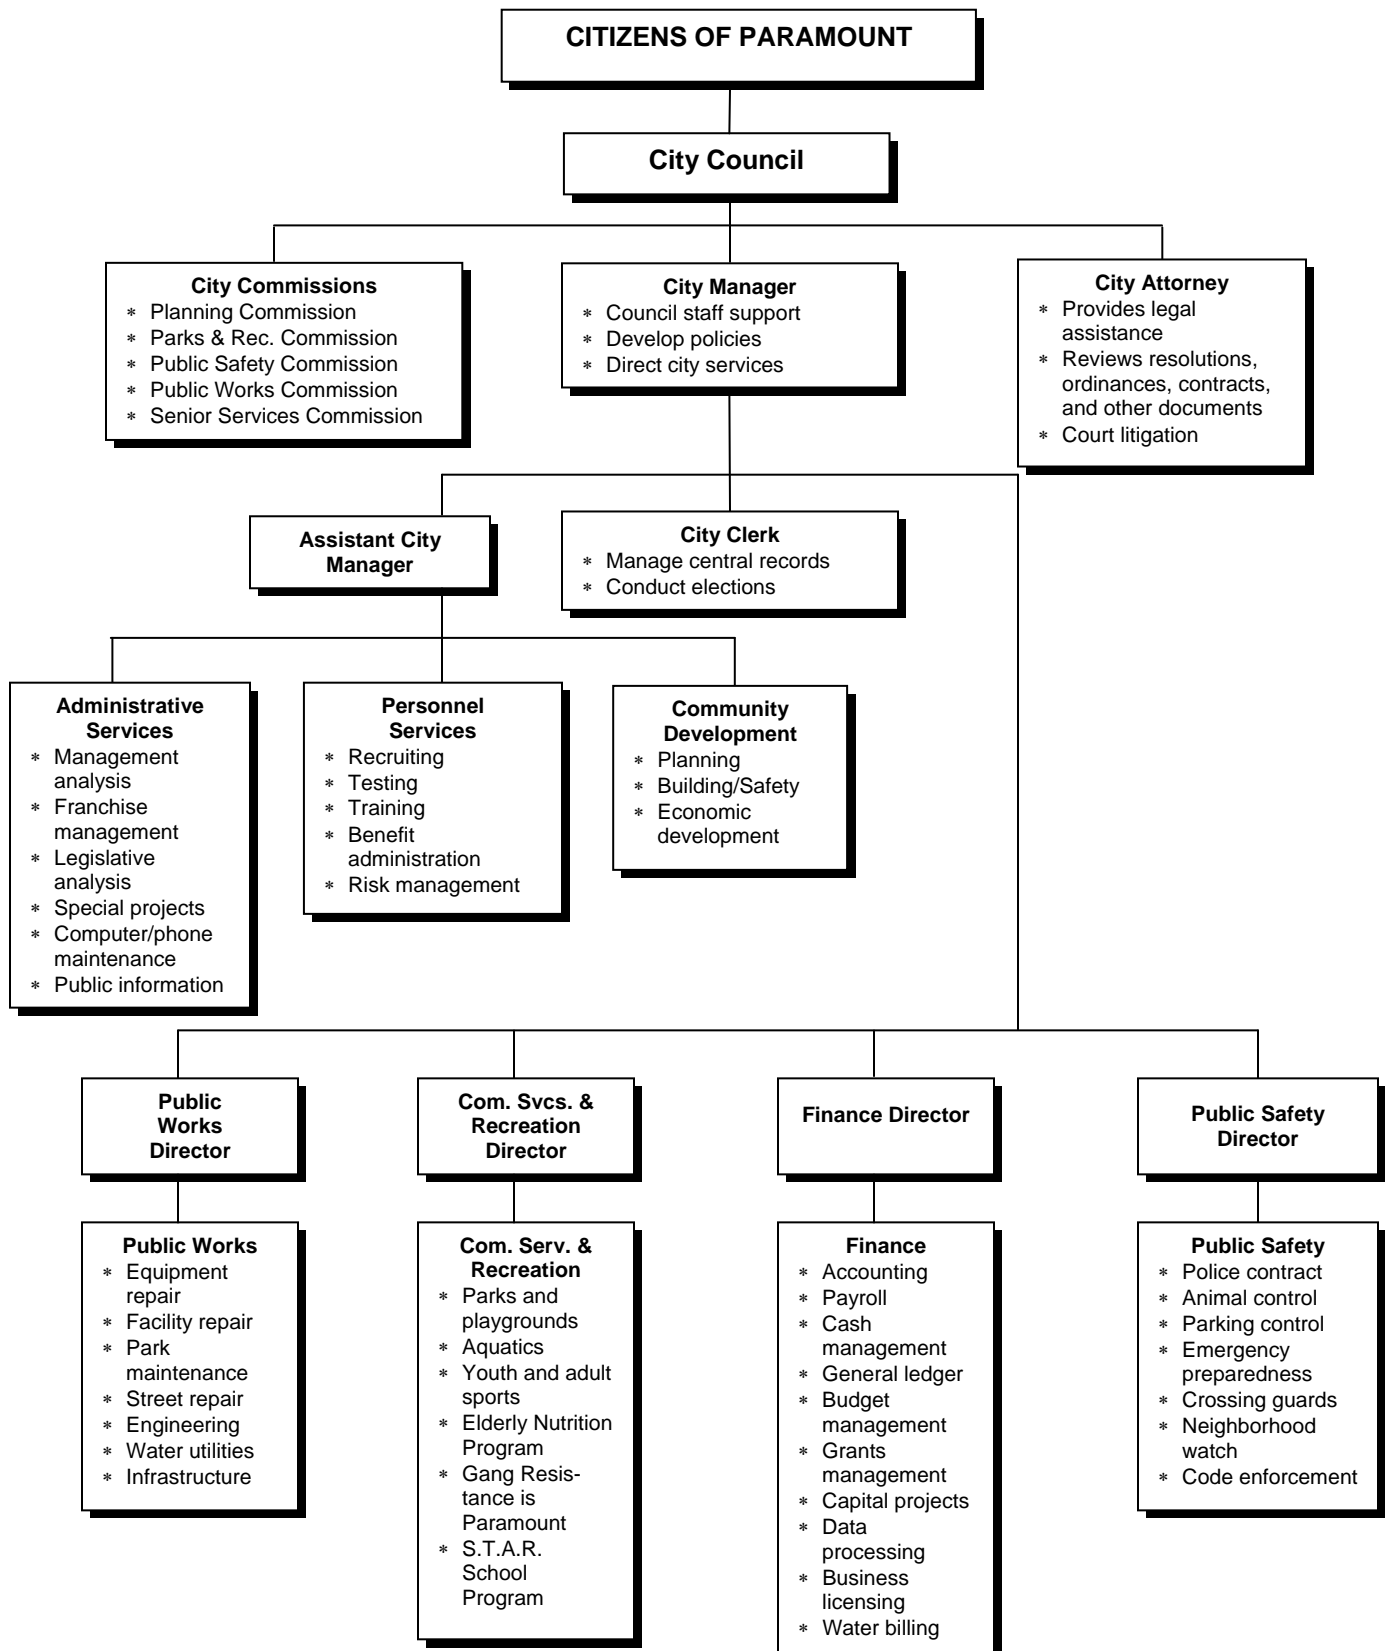 CITIZENS OF PARAMOUNT
City Council
City Commissions
* Planning Commission
* Parks & Rec. Commission
* Public Safety Commission
* Public Works Commission
* Senior Services Commission
City Manager
* Council staff support
* Develop policies
* Direct city services
City Attorney
* Provides legal
assistance
* Reviews resolutions,
ordinances, contracts,
and other documents
* Court litigation
Assistant City
Manager
City Clerk
* Manage central records
* Conduct elections
Administrative
Services
* Management
analysis
* Franchise
management
* Legislative
analysis
* Special projects
* Computer/phone
maintenance
* Public information
Personnel
Services
* Recruiting
* Testing
* Training
* Benefit
administration
* Risk management
Community
Development
* Planning
* Building/Safety
* Economic
development
Public
Works
Director
Com. Svcs. &
Recreation
Director
Finance Director
Public Safety
Director
Public Works
* Equipment
repair
* Facility repair
* Park
maintenance
* Street repair
* Engineering
* Water utilities
* Infrastructure
Com. Serv. &
Recreation
* Parks and
playgrounds
* Aquatics
* Youth and adult
sports
* Elderly Nutrition
Program
* Gang Resis-
tance is
Paramount
* S.T.A.R.
School
Program
Finance
* Accounting
* Payroll
* Cash
management
* General ledger
* Budget
management
* Grants
management
* Capital projects
* Data
processing
* Business
licensing
* Water billing
Public Safety
* Police contract
* Animal control
* Parking control
* Emergency
preparedness
* Crossing guards
* Neighborhood
watch
* Code enforcement